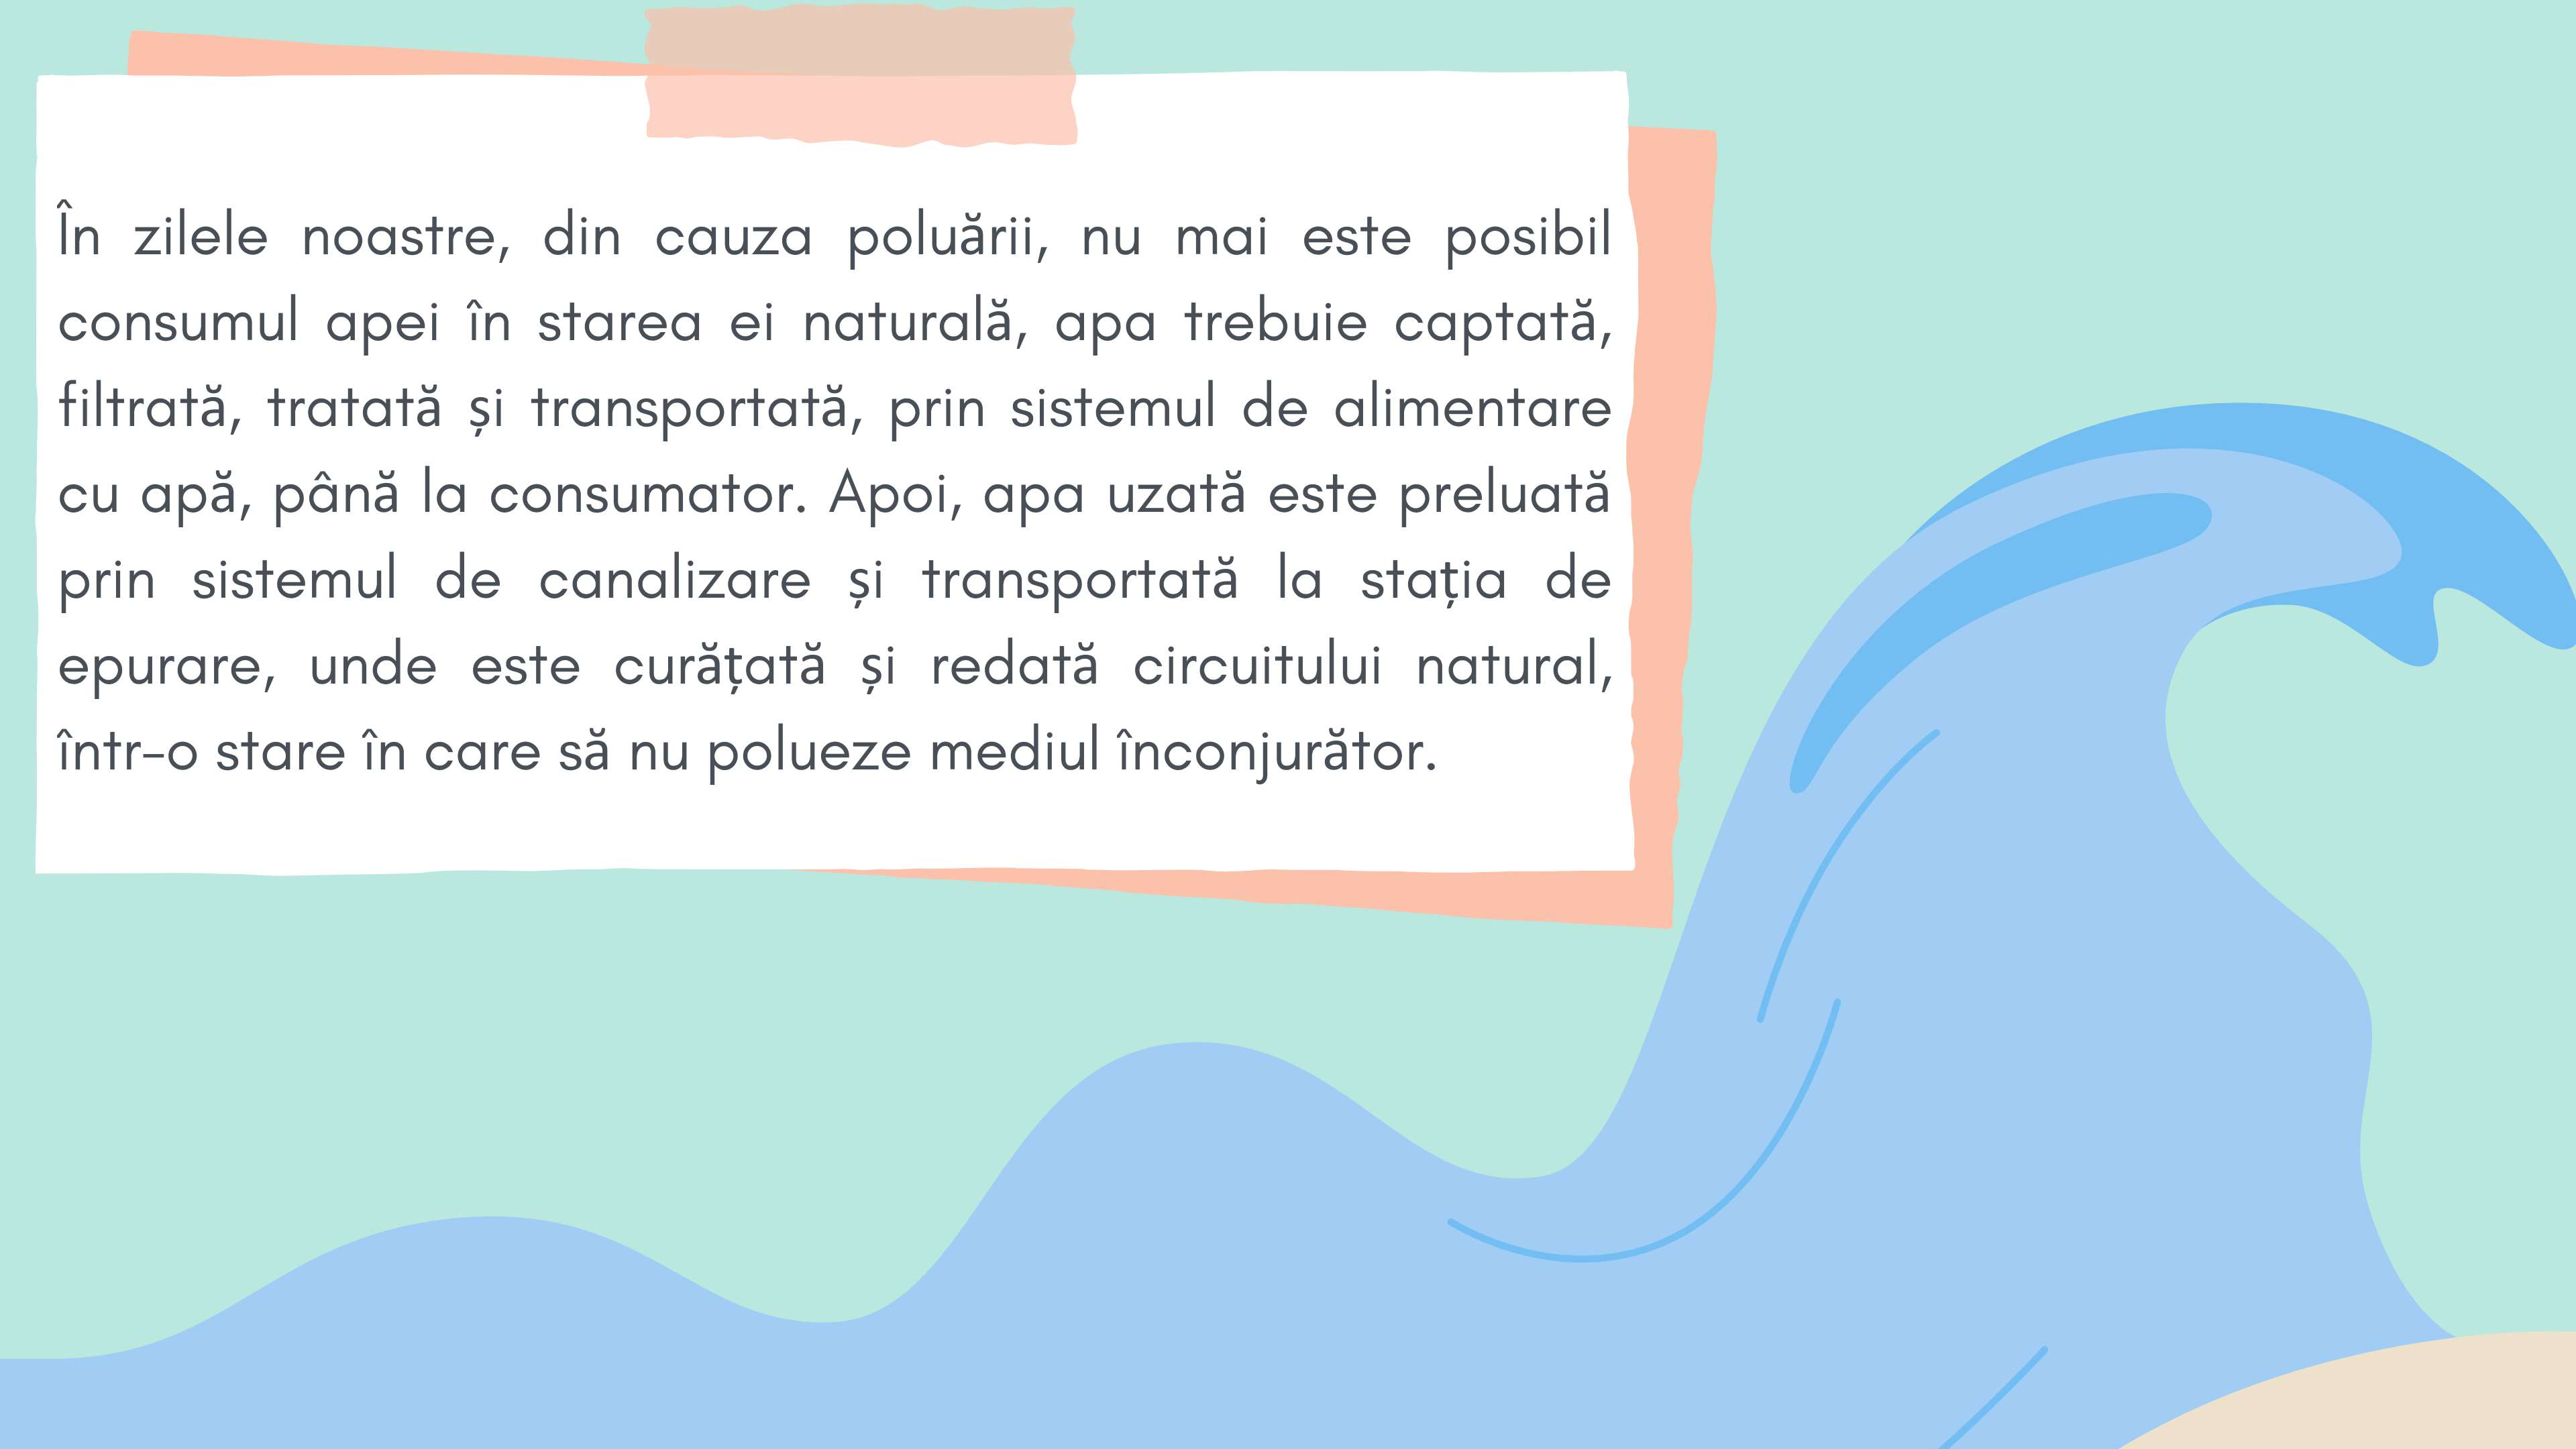 În zilele noastre, din cauza poluării, nu mai este posibil
consumul apei în starea ei naturală, apa trebuie captată,
filtrată, tratată și transportată, prin sistemul de alimentare
cu apă, până la consumator. Apoi, apa uzată este preluată
prin sistemul de canalizare și transportată la stația de
epurare, unde este curățată și redată circuitului natural,
într-o stare în care să nu polueze mediul înconjurător.